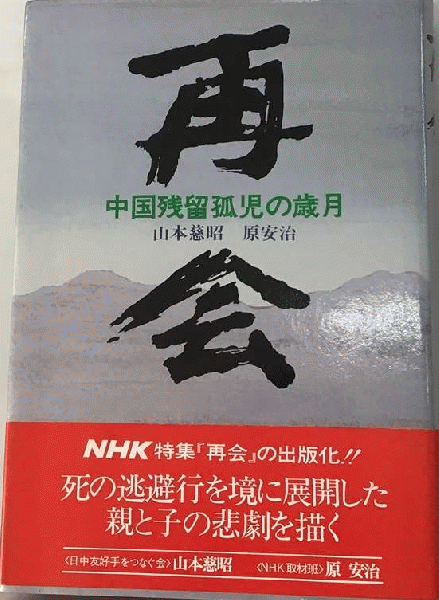 再会
中国残留孤児の歳月
山本慈昭 原安治
NHK特集『再会』の出版化!!
死の逃避行を境に展開した
親と子の悲劇を描く
〈日中友好手をつなぐ会〉山本慈昭 〈NHK取材班〉原 安治